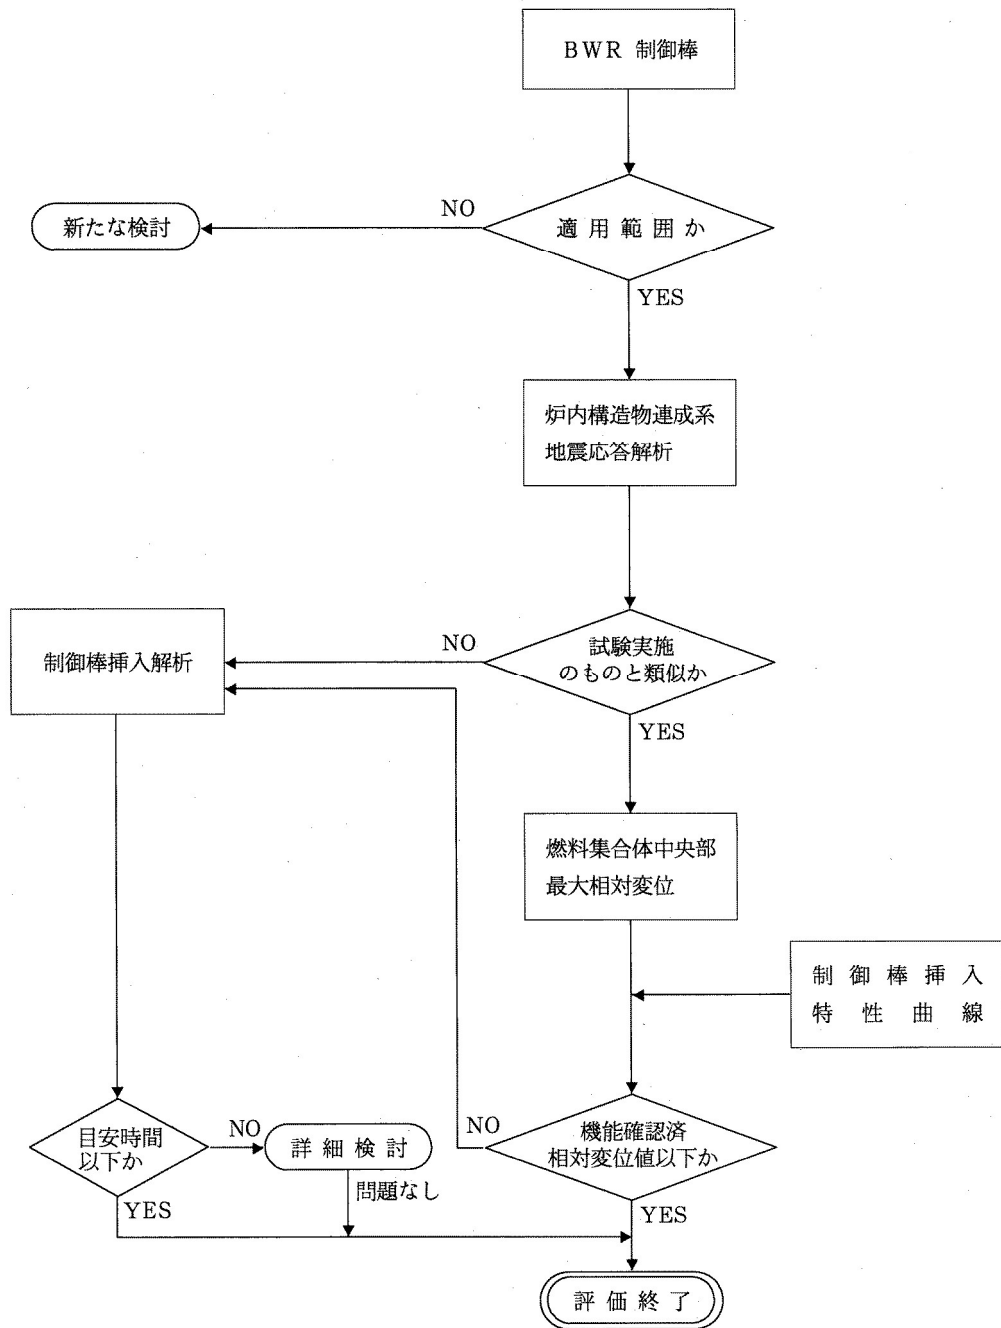 BWR 制御棒
適用範囲か
NO
新たな検討
YES
炉内構造物連成系
地震応答解析
試験実施
のものと類似か
NO
制御棒挿入解析
YES
燃料集合体中央部
最大相対変位
制御棒挿入
特性曲線
機能確認済
相対変位値以下か
NO
目安時間
以下か
NO
詳細検討
問題なし
YES
YES
評価終了